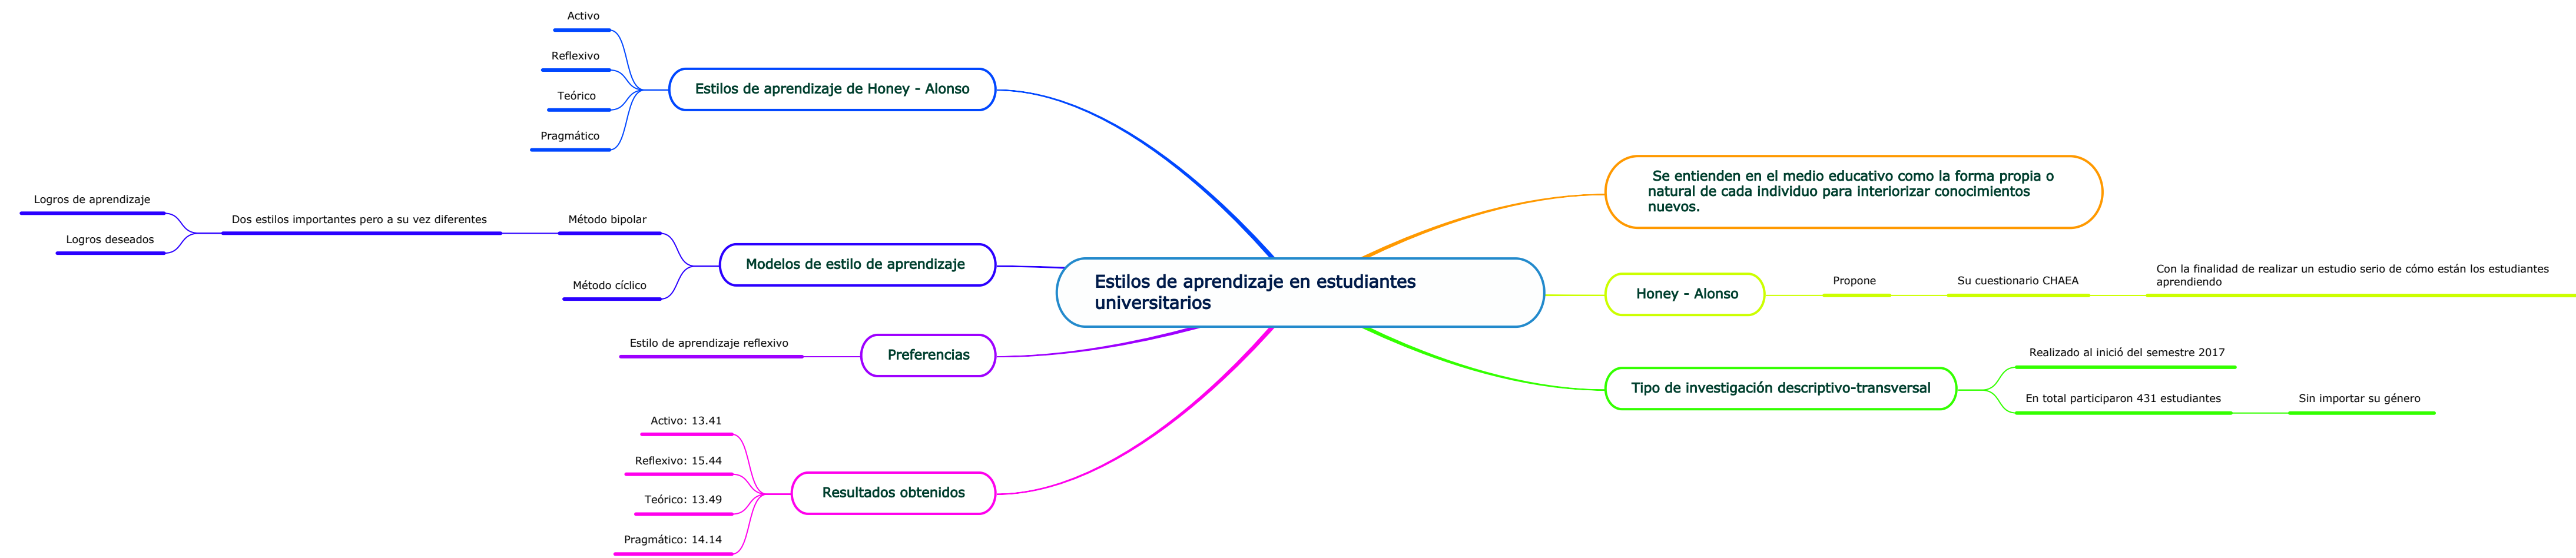 Estilos de aprendizaje en estudiantes
universitarios
Se entienden en el medio educativo como la forma propia o
natural de cada individuo para interiorizar conocimientos
nuevos.
Honey - Alonso
Propone
Su cuestionario CHAEA
Con la finalidad de realizar un estudio serio de cómo están los estudiantes
aprendiendo
Tipo de investigación descriptivo-transversal
Realizado al inició del semestre 2017
En total participaron 431 estudiantes
Sin importar su género
Estilos de aprendizaje de Honey - Alonso
Activo
Reflexivo
Teórico
Pragmático
Modelos de estilo de aprendizaje
Método bipolar
Dos estilos importantes pero a su vez diferentes
Logros de aprendizaje
Logros deseados
Método cíclico
Preferencias
Estilo de aprendizaje reflexivo
Resultados obtenidos
Activo: 13.41
Reflexivo: 15.44
Teórico: 13.49
Pragmático: 14.14